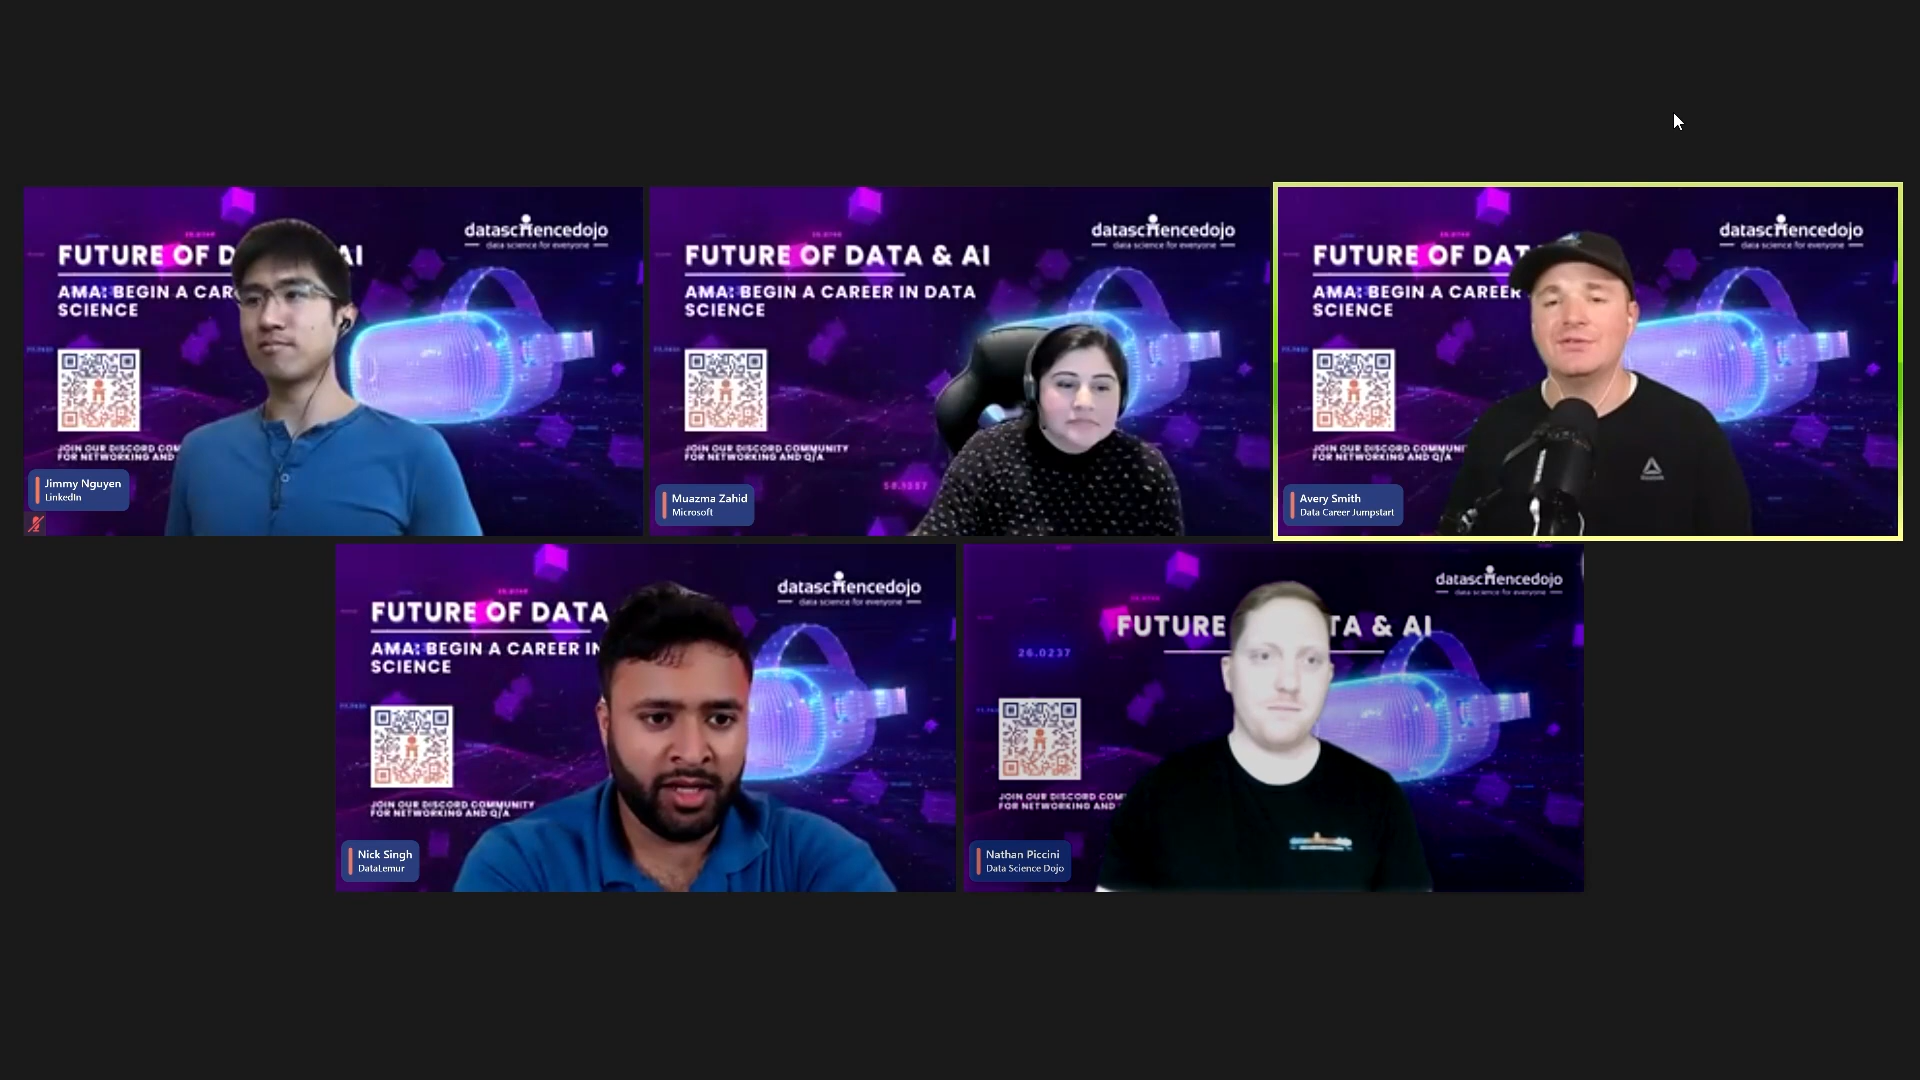 datasciencedojo
data science for everyone
FUTURE OF D AI
AMA: BEGIN A CAR
SCIENCE
JOIN OUR DISCORD COM
FOR NETWORKING AND
Jimmy Nguyen
LinkedIn
datasciencedojo
data science for everyone
FUTURE OF DATA & AI
AMA: BEGIN A CAREER IN DATA
SCIENCE
JOIN OUR DISCORD COMMUNITY
FOR NETWORKING AND Q/A
Muazma Zahid
Microsoft
datasciencedojo
data science for everyone
FUTURE OF DAT
AMA: BEGIN A CAREER
SCIENCE
JOIN OUR DISCORD COMMUNIT
FOR NETWORKING AND Q/A
Avery Smith
Data Career Jumpstart
datasciencedojo
data science for everyone
FUTURE OF DATA
AMA: BEGIN A CAREER IN
SCIENCE
JOIN OUR DISCORD COMMUNITY
FOR NETWORKING AND Q/A
Nick Singh
DataLemur
datasciencedojo
data science for everyone
FUTURE TA & AI
26.0237
JOIN OUR DISCORD COM
FOR NETWORKING AND
Nathan Piccini
Data Science Dojo